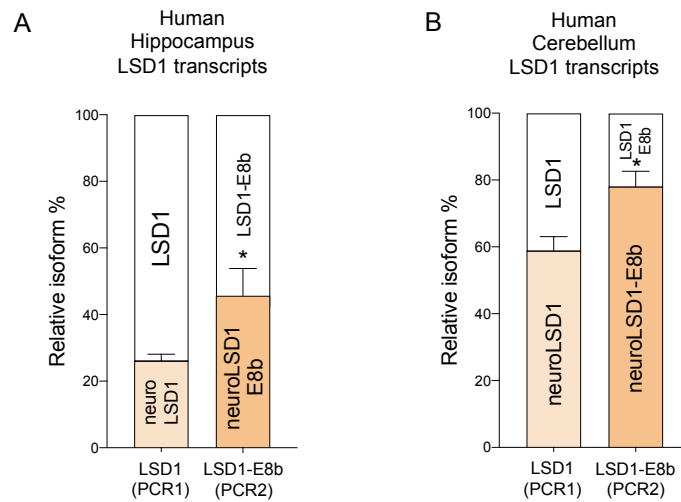 A
Human
Hippocampus
LSD1 transcripts
Relative isoform %
100
80
60
40
20
0
LSD1
neuro
LSD1
LSD1-E8b
*
neuroLSD1
E8b
LSD1
(PCR1)
LSD1-E8b
(PCR2)
B
Human
Cerebellum
LSD1 transcripts
Relative isoform %
100
80
60
40
20
0
LSD1
neuroLSD1
LSD1
E8b
*
neuroLSD1-E8b
LSD1
(PCR1)
LSD1-E8b
(PCR2)